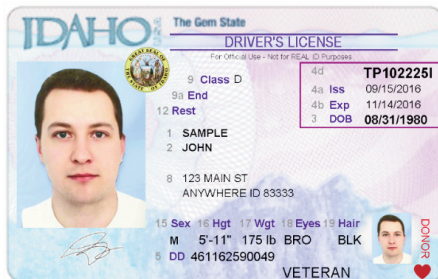 IDAHO
The Gem State
DRIVER'S LICENSE
For Official Use - Not for REAL ID Purposes
9 Class D
9a End
12 Rest
4d TP102225I
4a Iss 09/15/2016
4b Exp 11/14/2016
3 DOB 08/31/1980
1 SAMPLE
2 JOHN
8 123 MAIN ST
ANYWHERE ID 83333
15 Sex 16 Hgt 17 Wgt 18 Eyes 19 Hair
M 5'-11" 175 lb BRO BLK
5 DD 461162590049
VETERAN
DONOR